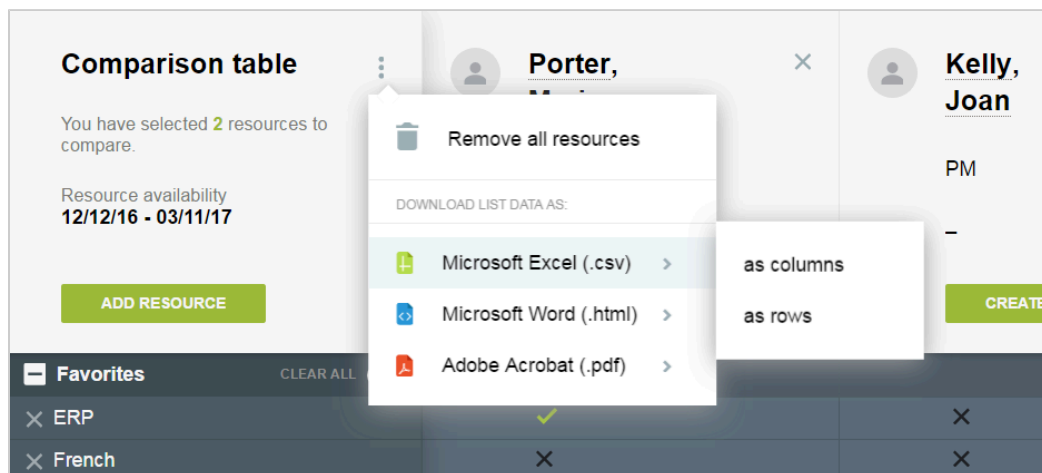 Comparison table
You have selected 2 resources to
compare.
Resource availability
12/12/16 - 03/11/17
ADD RESOURCE
Porter,
Kelly,
Joan
PM
–
CREATE
Remove all resources
DOWNLOAD LIST DATA AS:
Microsoft Excel (.csv)
Microsoft Word (.html)
Adobe Acrobat (.pdf)
as columns
as rows
Favorites
CLEAR ALL
ERP
French